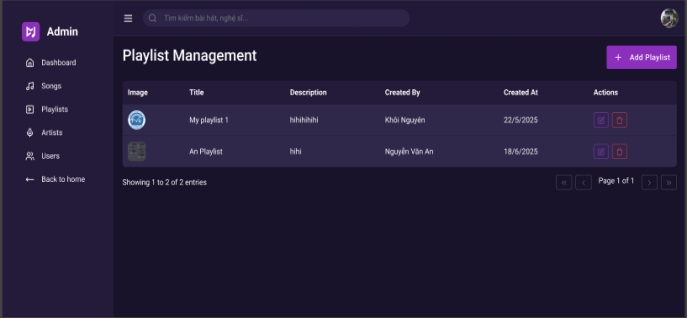 Admin
Tìm kiếm bài hát, nghệ sĩ...
Dashboard
Songs
Playlists
Artists
Users
Back to home
Playlist Management
+ Add Playlist
Image Title Description Created By Created At Actions
My playlist 1 hihihihihi Khôi Nguyên 22/5/2025
An Playlist hihi Nguyễn Văn An 18/6/2025
Showing 1 to 2 of 2 entries
« ‹ Page 1 of 1 › »